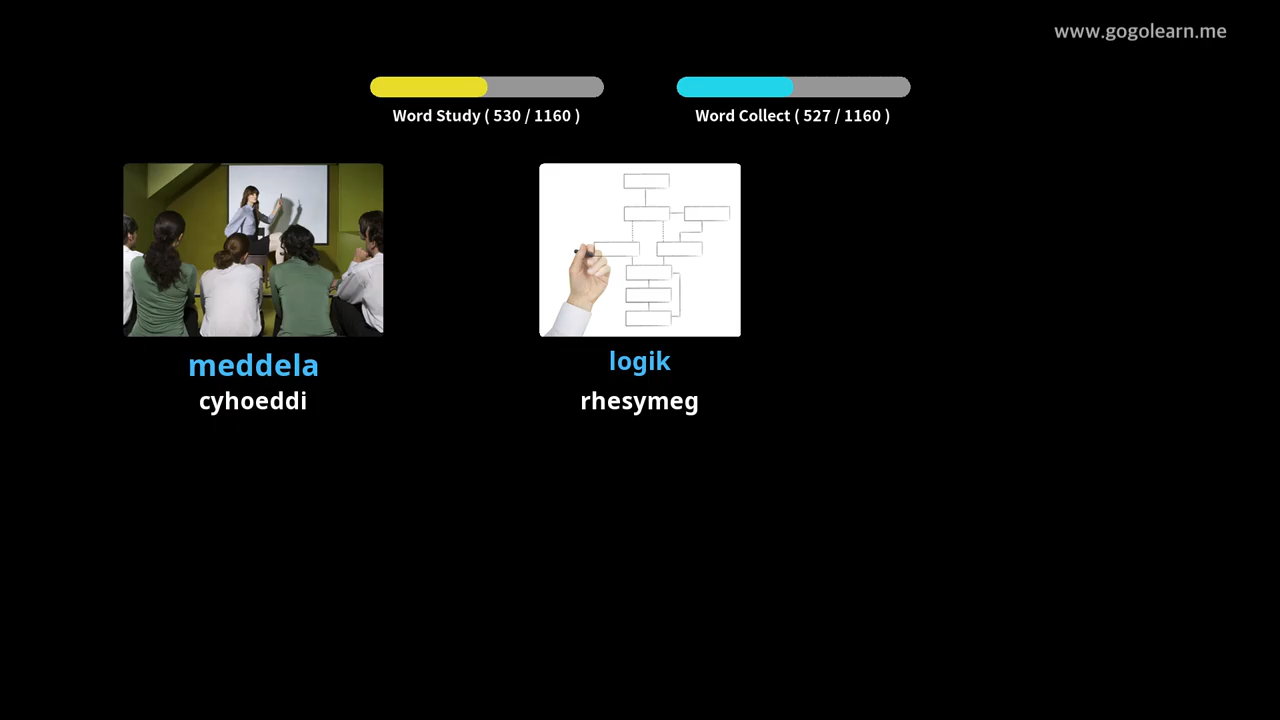 www.gogolearn.me
Word Study ( 530 / 1160 )
Word Collect ( 527 / 1160 )
meddela
cyhoeddi
logik
rhesymeg